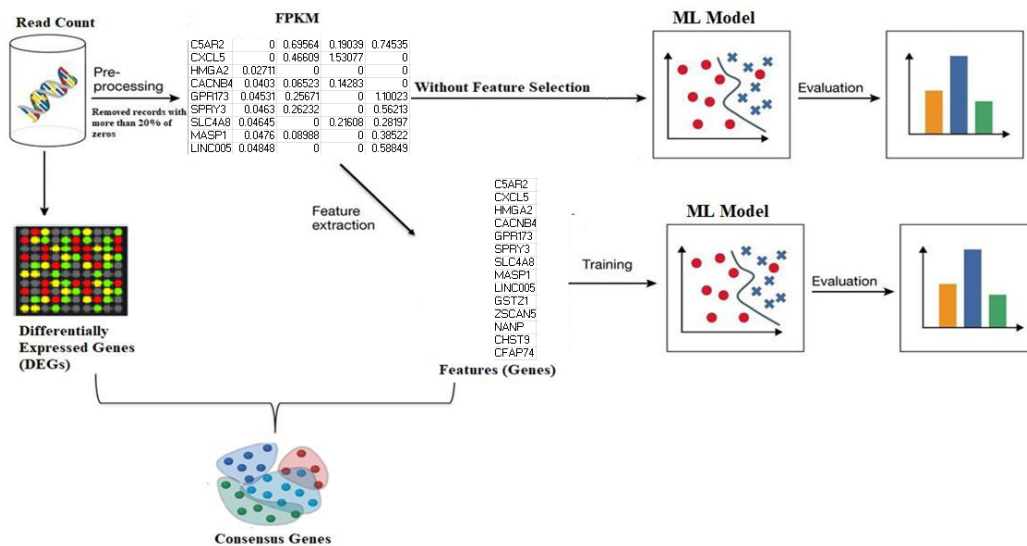 Read Count
FPKM
ML Model
Pre-
processing
Removed records with
more than 20% of
zeros
C5AR2 0 0.69564 0.19039 0.74535
CXCL5 0 0.46609 1.53077 0
HMGA2 0.02711 0 0 0
CACNB4 0.0403 0.06523 0.14283 0
GPR173 0.04531 0.25671 0 1.10023
SPRY3 0.0463 0.26232 0 0.56213
SLC4A8 0.04645 0 0.21608 0.28197
MASP1 0.0476 0.08988 0 0.38522
LINC005 0.04848 0 0 0.58849
Without Feature Selection
Evaluation
Feature
extraction
C5AR2
CXCL5
HMGA2
CACNB4
GPR173
SPRY3
SLC4A8
MASP1
LINC005
GSTZ1
ZSCAN5
NANP
CHST9
CFAP74
Features (Genes)
Training
ML Model
Evaluation
Differentially
Expressed Genes
(DEGs)
Consensus Genes